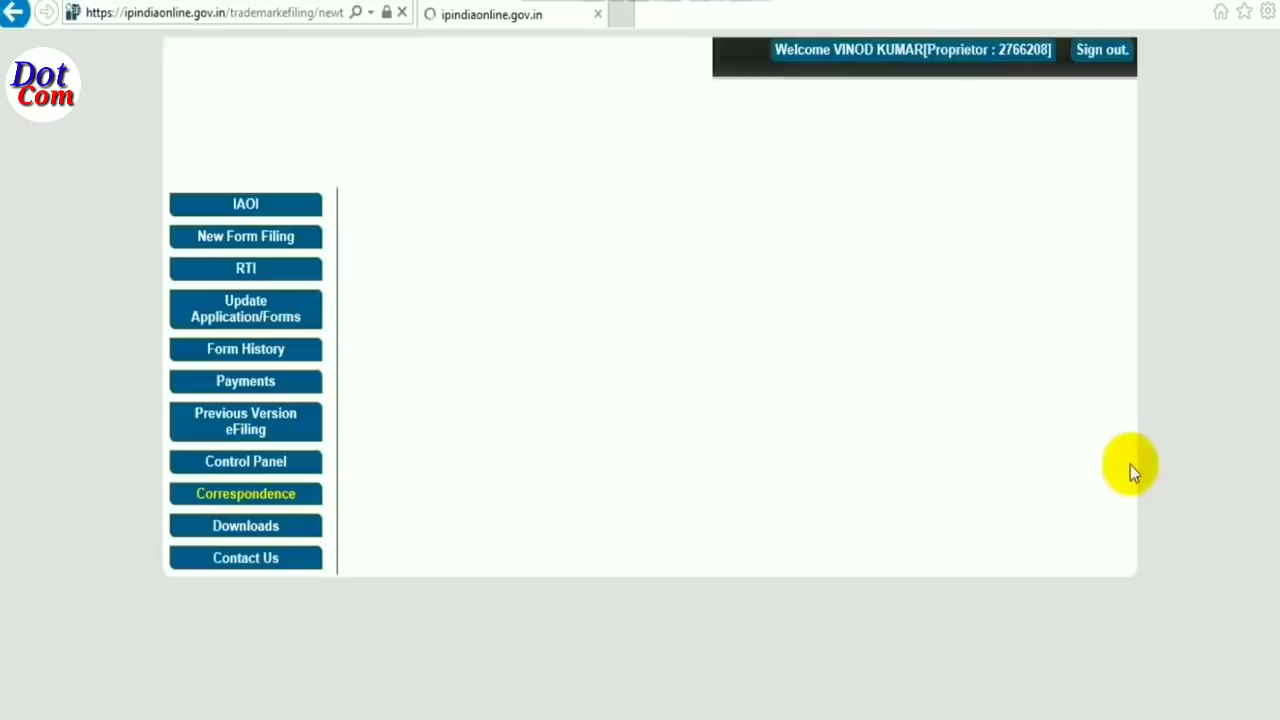 https://ipindiaonline.gov.in/trademarkefiling/newt
ipindiaonline.gov.in
Dot
Com
Welcome VINOD KUMAR[Proprietor : 2766208]
Sign out.
IAOI
New Form Filing
RTI
Update
Application/Forms
Form History
Payments
Previous Version
eFiling
Control Panel
Correspondence
Downloads
Contact Us